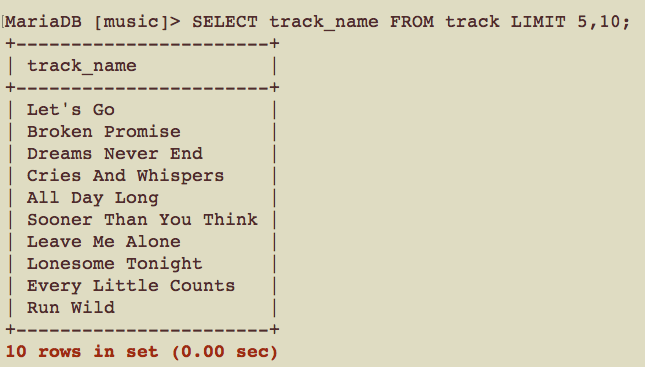 MariaDB [music]> SELECT track_name FROM track LIMIT 5,10;
+-----------------------+
| track_name            |
+-----------------------+
| Let's Go              |
| Broken Promise        |
| Dreams Never End      |
| Cries And Whispers    |
| All Day Long          |
| Sooner Than You Think |
| Leave Me Alone        |
| Lonesome Tonight      |
| Every Little Counts   |
| Run Wild              |
+-----------------------+
10 rows in set (0.00 sec)